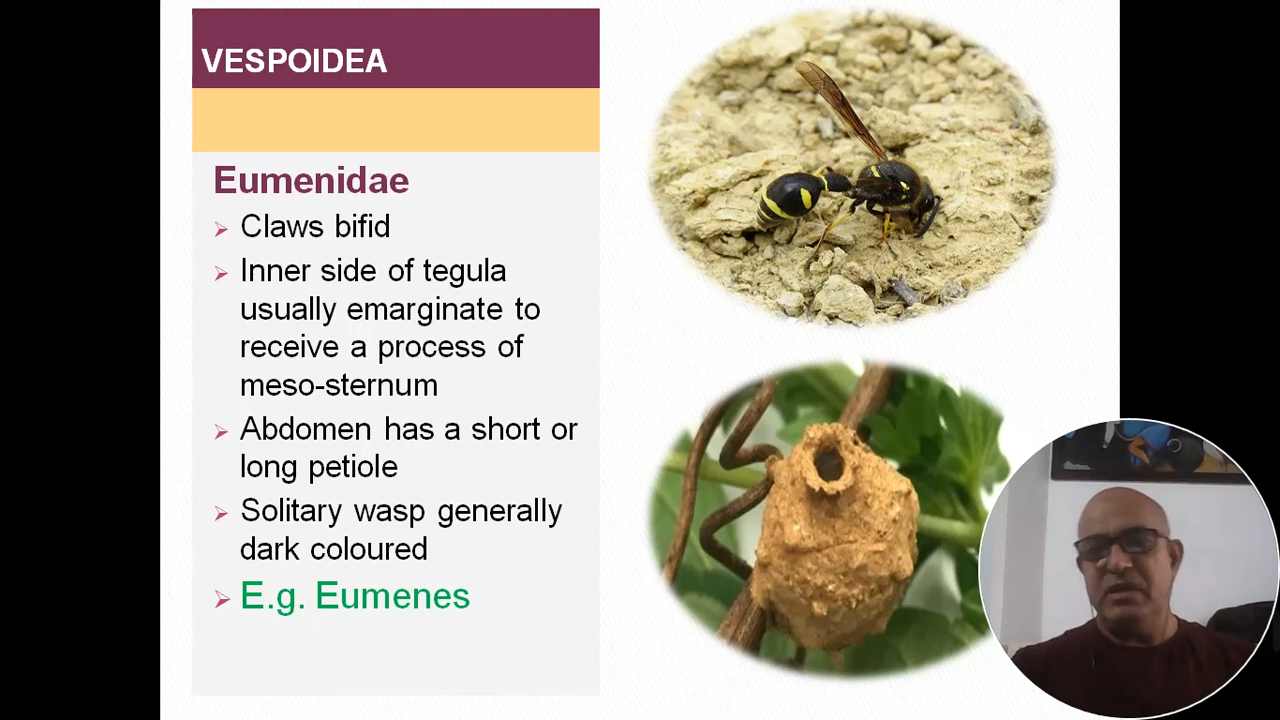 VESPOIDEA
Eumenidae
Claws bifid
Inner side of tegula
usually emarginate to
receive a process of
meso-sternum
Abdomen has a short or
long petiole
Solitary wasp generally
dark coloured
E.g. Eumenes